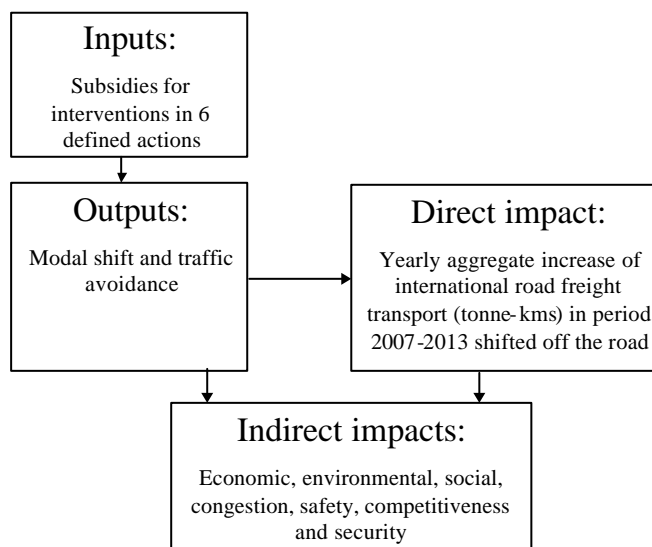 Inputs:
Subsidies for
interventions in 6
defined actions
Outputs:
Modal shift and traffic
avoidance
Direct impact:
Yearly aggregate increase of
international road freight
transport (tonne-kms) in period
2007-2013 shifted off the road
Indirect impacts:
Economic, environmental, social,
congestion, safety, competitiveness
and security